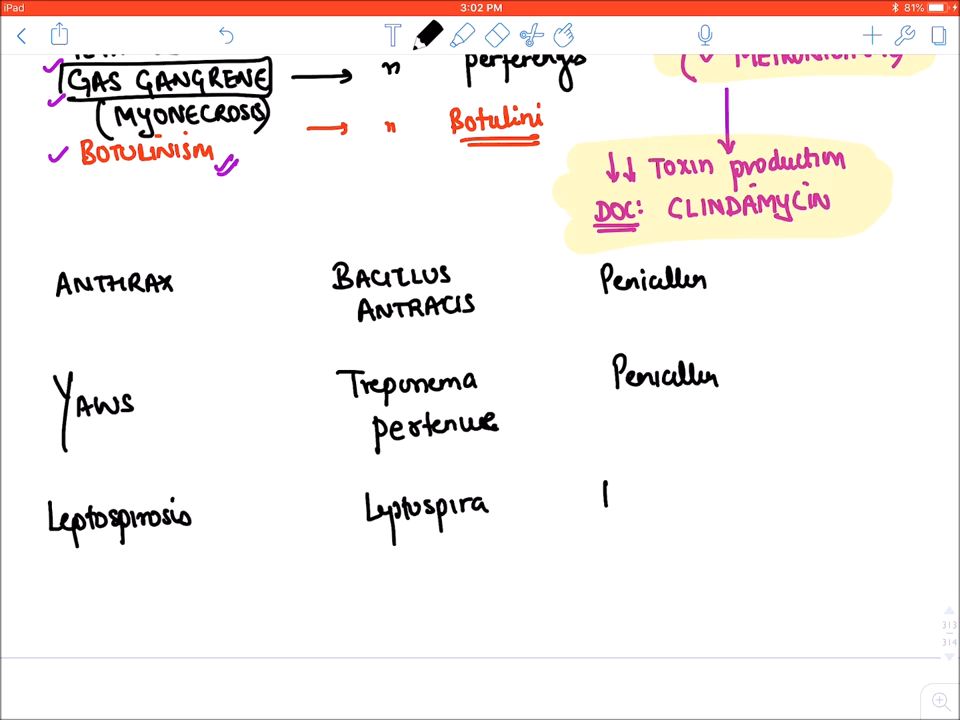 iPad
3:02 PM
81%
T
GAS GANGRENE → " perferengis
(MYONECROSIS)
BOTULINISM → " Botulini
↓↓ Toxin production
DOC: CLINDAMYCIN
ANTHRAX BACILLUS Penicillin
ANTRACIS
YAWS Treponema Penicillin
pertenue
Leptospirosis Leptospira
313
314